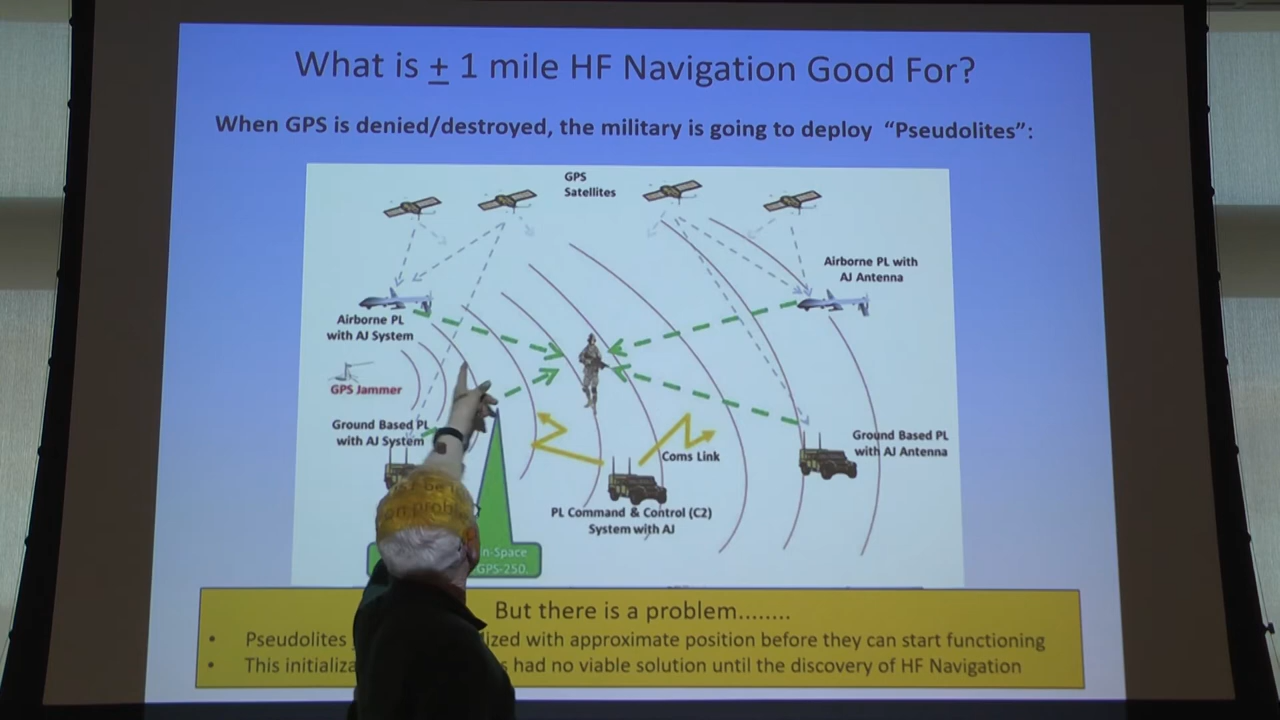 What is ± 1 mile HF Navigation Good For?
When GPS is denied/destroyed, the military is going to deploy “Pseudolites”:
GPS
Satellites
Airborne PL with
AJ Antenna
Airborne PL
with AJ System
GPS Jammer
Ground Based PL
with AJ System
Ground Based PL
with AJ Antenna
Coms Link
PL Command & Control (C2)
System with AJ
n-Space
GPS-250.
But there is a problem........
• Pseudolites lized with approximate position before they can start functioning
• This initializa s had no viable solution until the discovery of HF Navigation